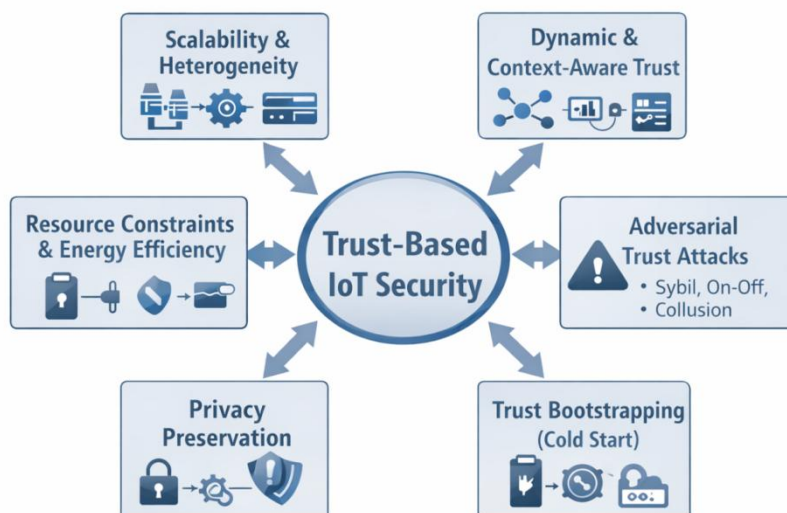 Scalability &
Heterogeneity
Dynamic &
Context-Aware Trust
Resource Constraints
& Energy Efficiency
Trust-Based
IoT Security
Adversarial
Trust Attacks
• Sybil, On-Off,
• Collusion
Privacy
Preservation
Trust Bootstrapping
(Cold Start)